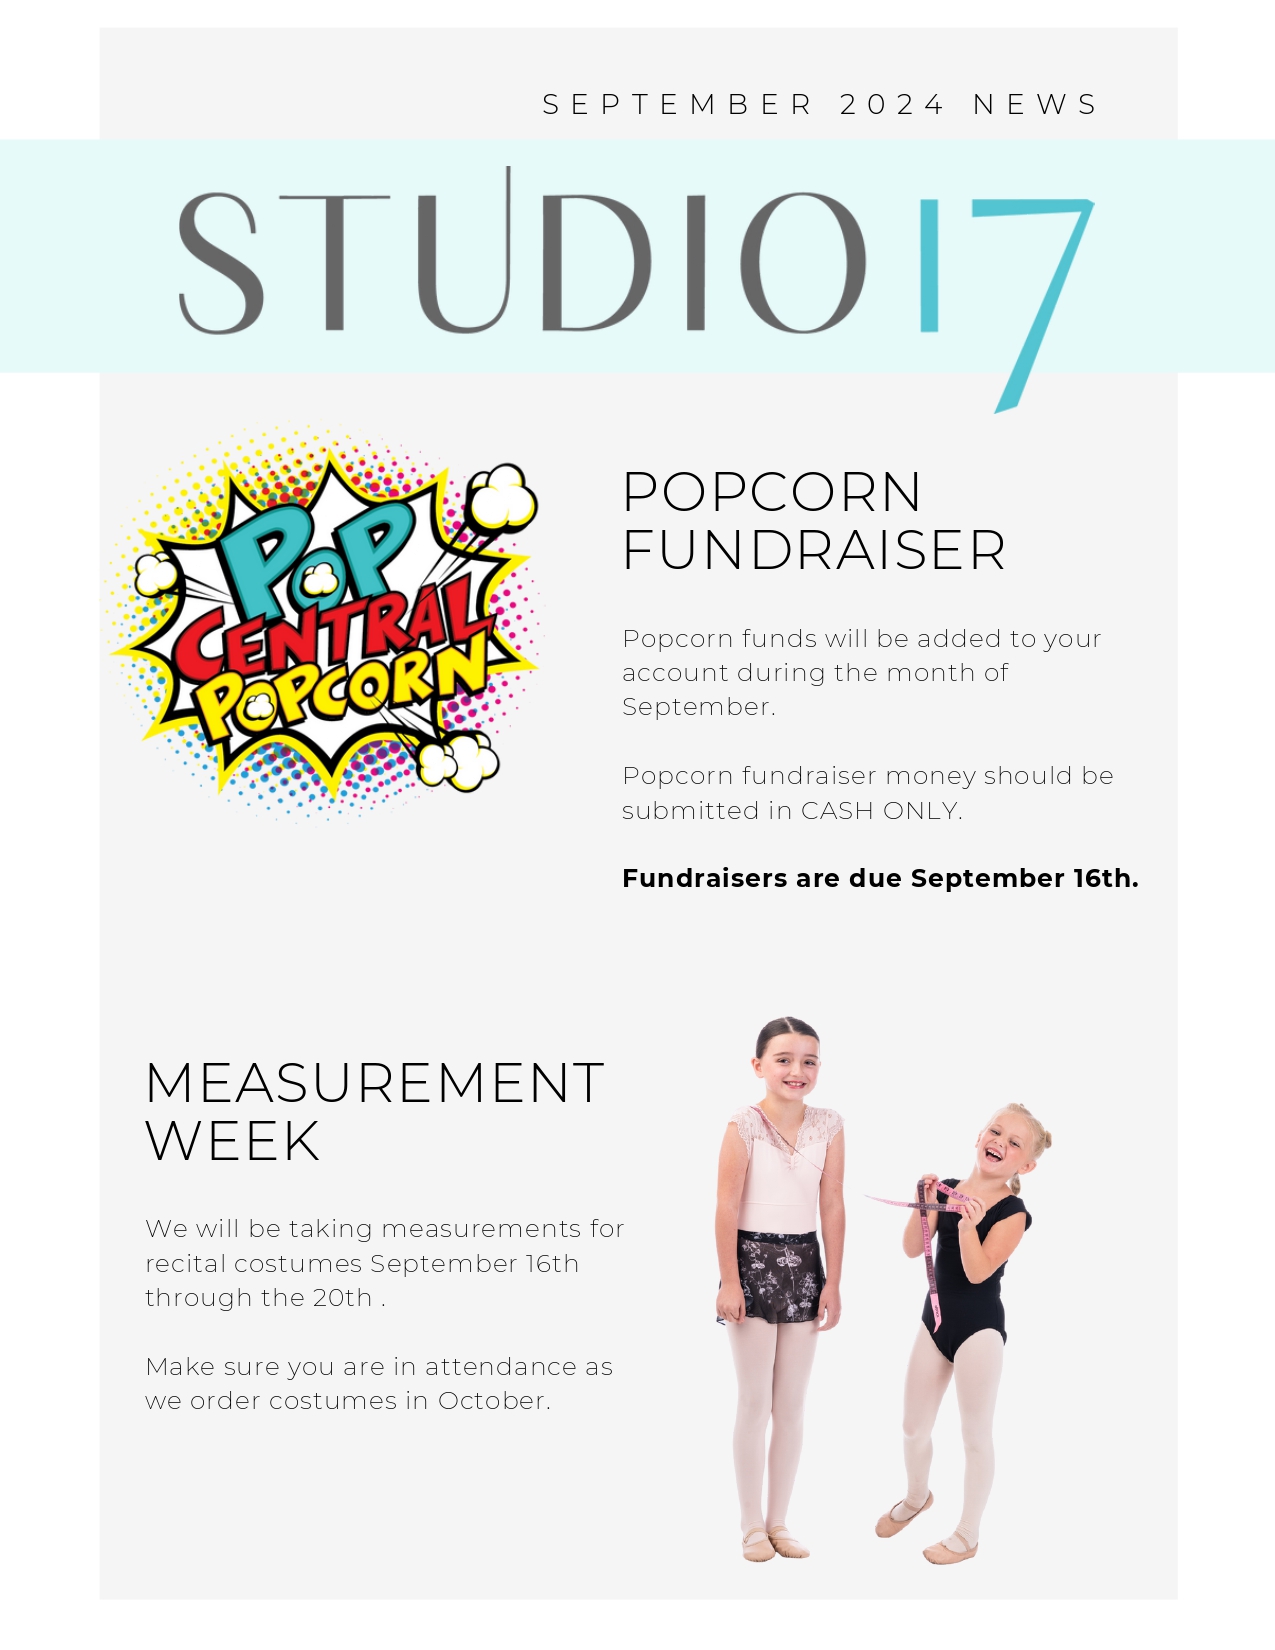 SEPTEMBER 2024 NEWS
STUDIO 17
POP
CENTRAL
POPCORN
POPCORN
FUNDRAISER
Popcorn funds will be added to your
account during the month of
September.
Popcorn fundraiser money should be
submitted in CASH ONLY.
Fundraisers are due September 16th.
MEASUREMENT
WEEK
We will be taking measurements for
recital costumes September 16th
through the 20th .
Make sure you are in attendance as
we order costumes in October.